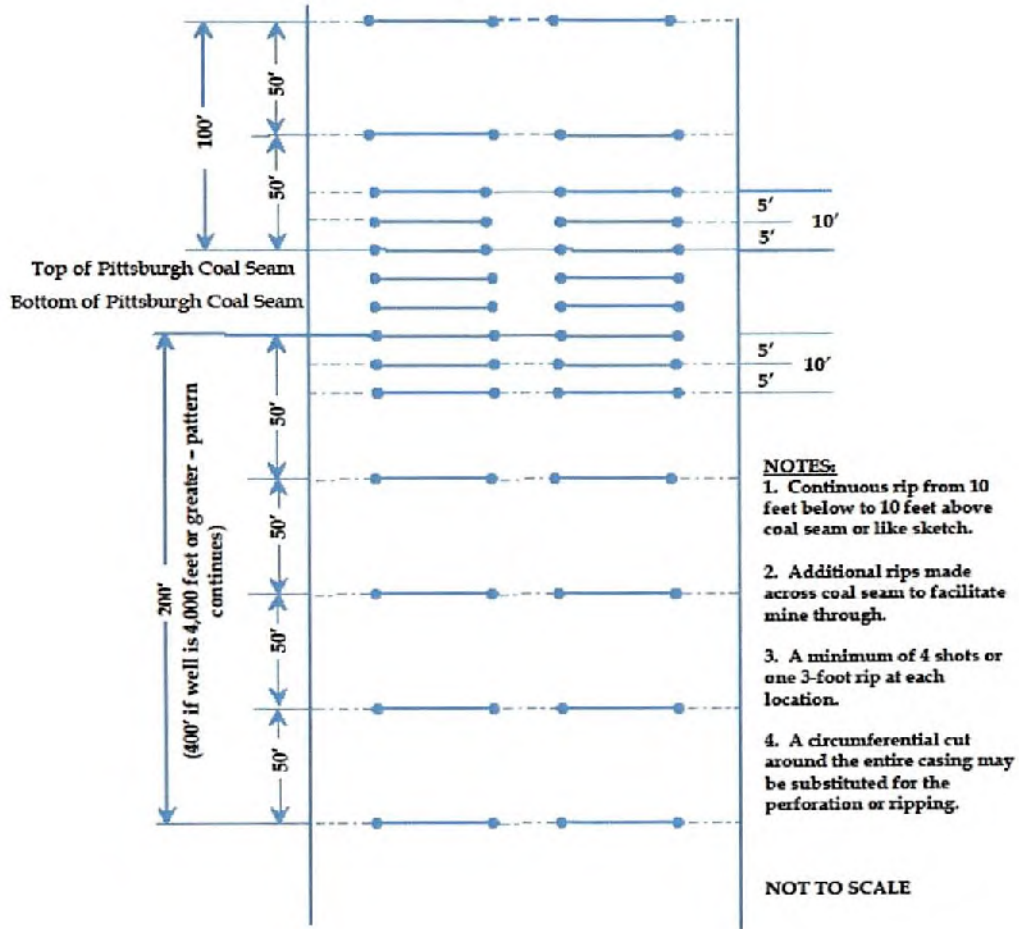 50'
100'
50'
5'
10'
5'
Top of Pittsburgh Coal Seam
Bottom of Pittsburgh Coal Seam
5'
10'
5'
50'
200'
(400' if well is 4,000 feet or greater – pattern
continues)
50'
50'
50'
NOTES:
1. Continuous rip from 10
feet below to 10 feet above
coal seam or like sketch.
2. Additional rips made
across coal seam to facilitate
mine through.
3. A minimum of 4 shots or
one 3-foot rip at each
location.
4. A circumferential cut
around the entire casing may
be substituted for the
perforation or ripping.
NOT TO SCALE